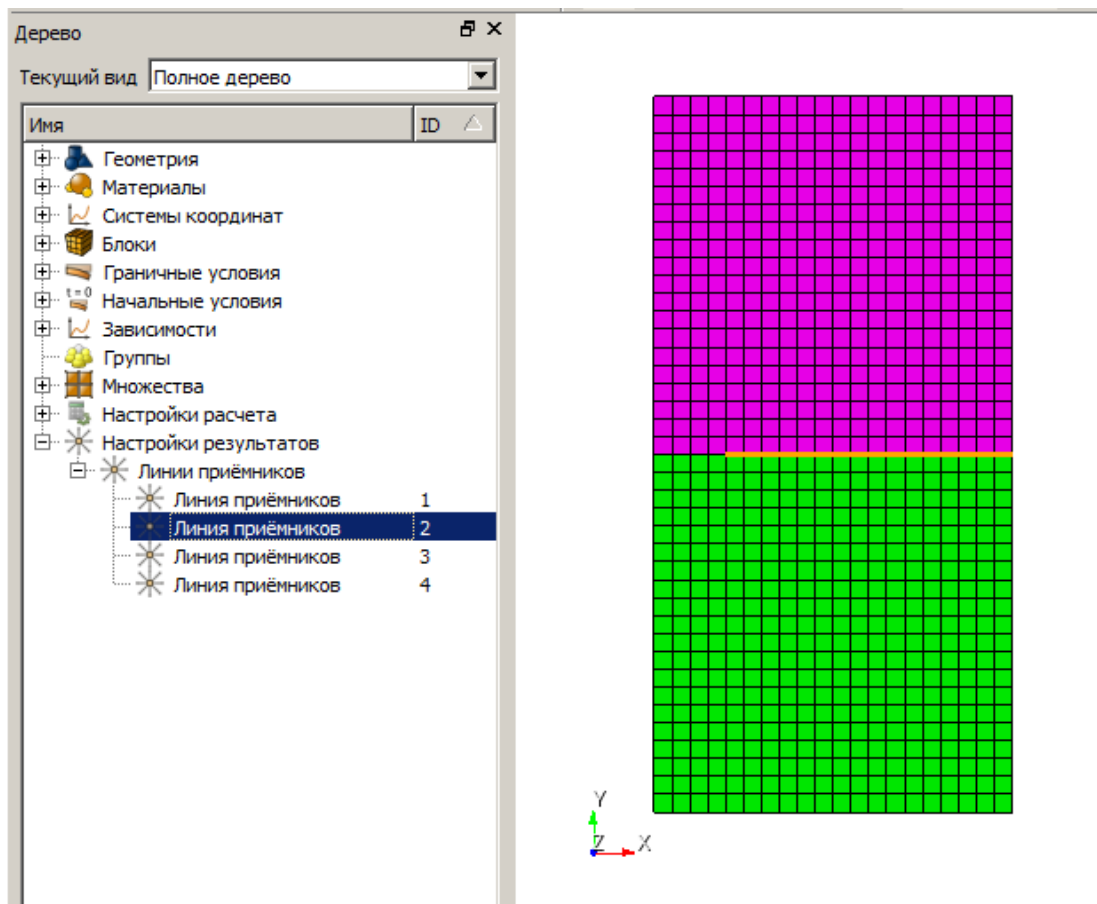 Дерево
Текущий вид Полное дерево
Имя ID
Геометрия
Материалы
Системы координат
Блоки
Граничные условия
t=0 Начальные условия
Зависимости
Группы
Множества
Настройки расчета
Настройки результатов
Линии приёмников
Линия приёмников 1
Линия приёмников 2
Линия приёмников 3
Линия приёмников 4
Y
Z X